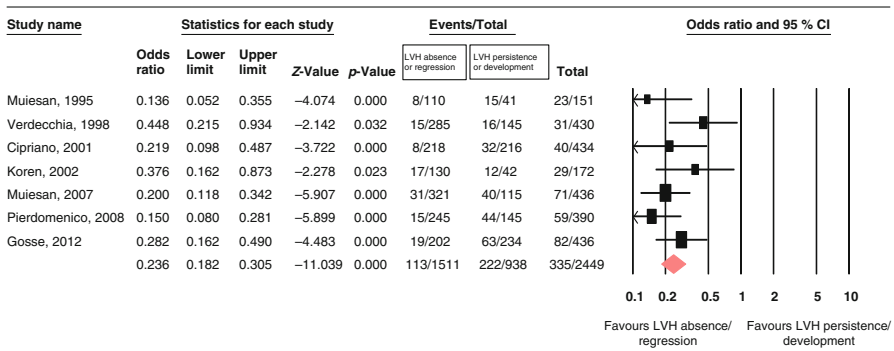 Study name Statistics for each study Events/Total Odds ratio and 95 % CI
Odds ratio Lower limit Upper limit Z-Value p-Value LVH absence or regression LVH persistence or development Total
Muiesan, 1995 0.136 0.052 0.355 –4.074 0.000 8/110 15/41 23/151
Verdecchia, 1998 0.448 0.215 0.934 –2.142 0.032 15/285 16/145 31/430
Cipriano, 2001 0.219 0.098 0.487 –3.722 0.000 8/218 32/216 40/434
Koren, 2002 0.376 0.162 0.873 –2.278 0.023 17/130 12/42 29/172
Muiesan, 2007 0.200 0.118 0.342 –5.907 0.000 31/321 40/115 71/436
Pierdomenico, 2008 0.150 0.080 0.281 –5.899 0.000 15/245 44/145 59/390
Gosse, 2012 0.282 0.162 0.490 –4.483 0.000 19/202 63/234 82/436
0.236 0.182 0.305 –11.039 0.000 113/1511 222/938 335/2449
0.1 0.2 0.5 1 2 5 10
Favours LVH absence/ Favours LVH persistence/
regression development